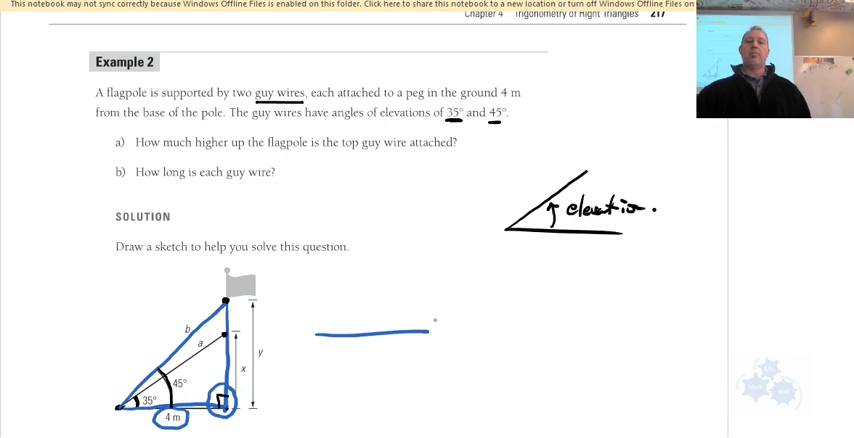 This notebook may not sync correctly because Windows Offline Files is enabled on this folder. Click here to share this notebook to a new location or turn off Windows Offline Files on
Chapter 4 Trigonometry of Right Triangles 217
Example 2
A flagpole is supported by two guy wires, each attached to a peg in the ground 4 m
from the base of the pole. The guy wires have angles of elevations of 35° and 45°.
a) How much higher up the flagpole is the top guy wire attached?
b) How long is each guy wire?
elevation.
SOLUTION
Draw a sketch to help you solve this question.
b
a
y
x
45°
35°
4 m